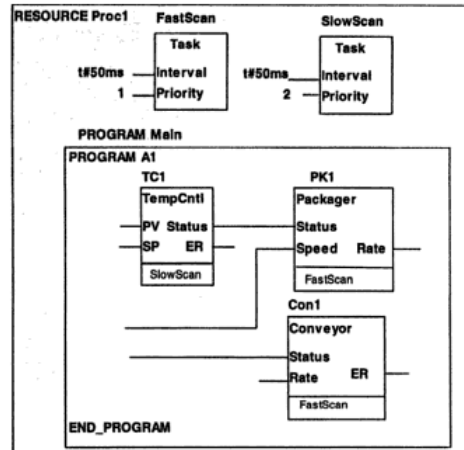 RESOURCE Proc1
FastScan
SlowScan
Task
Task
t#50ms
Interval
t#50ms
Interval
1
Priority
2
Priority
PROGRAM Main
PROGRAM A1
TC1
PK1
TempCntl
Packager
PV Status
Status
SP ER
Speed Rate
SlowScan
FastScan
Con1
Conveyor
Status
Rate ER
FastScan
END_PROGRAM